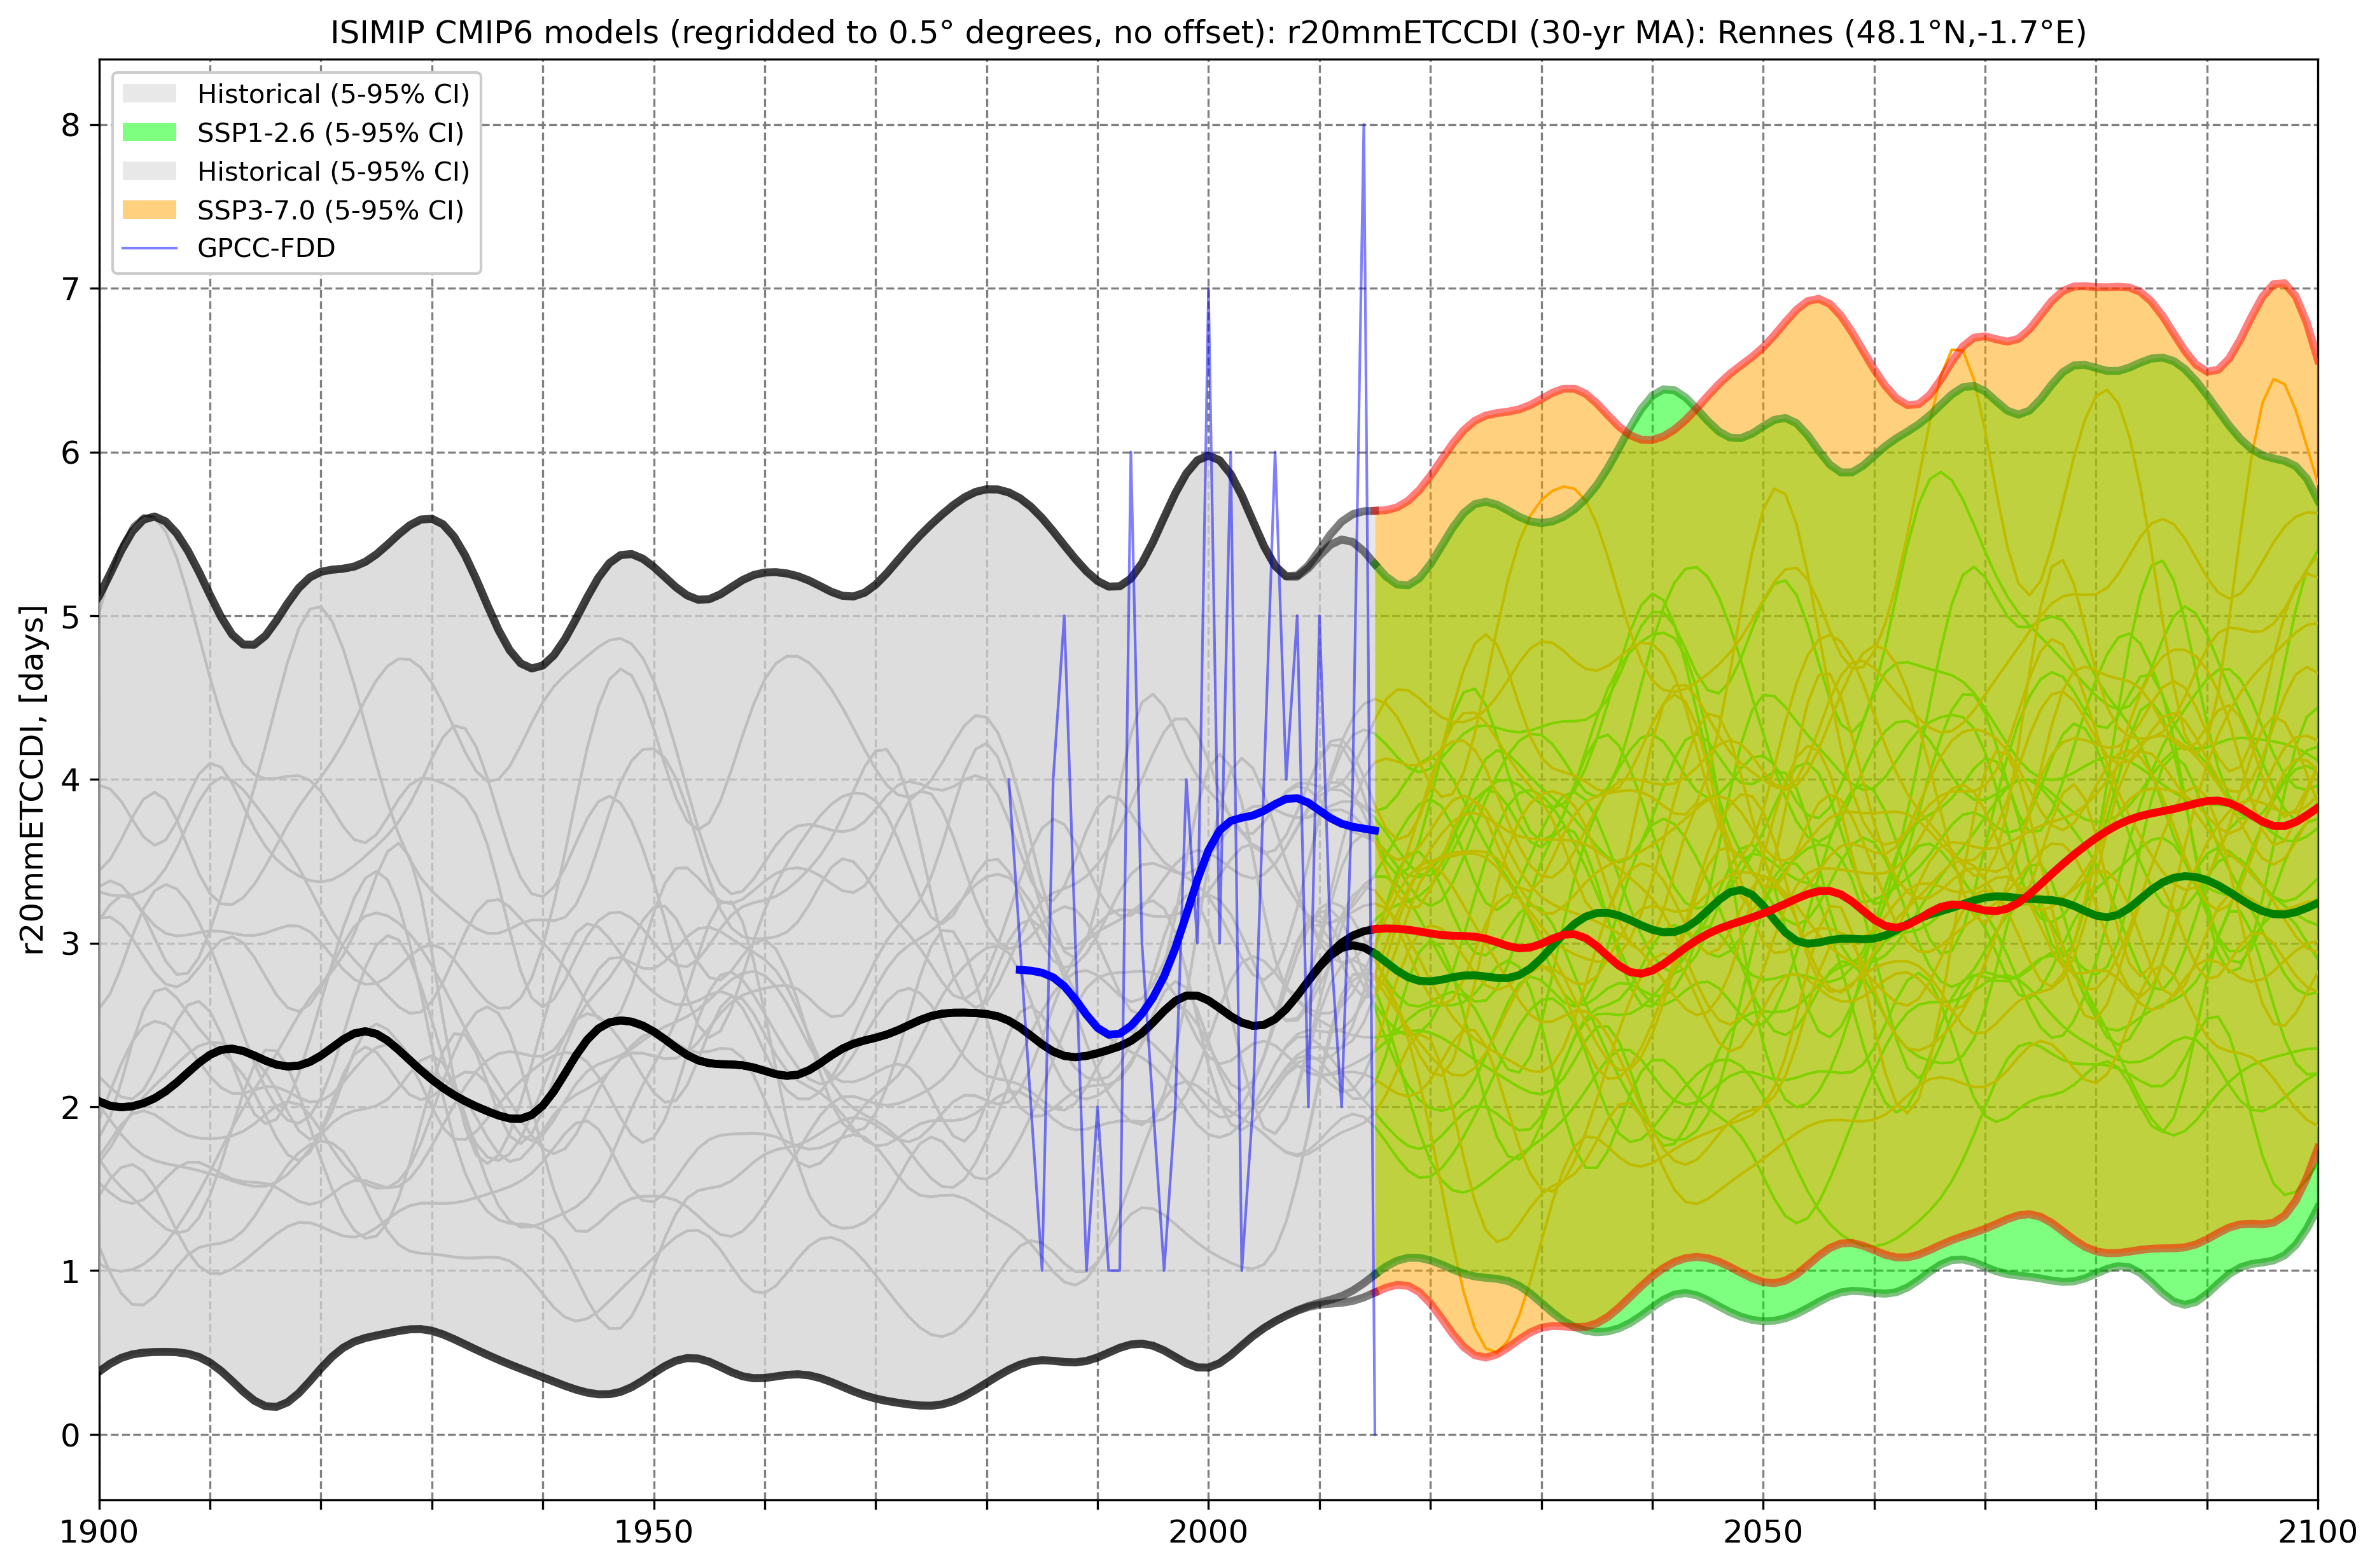 ISIMIP CMIP6 models (regridded to 0.5° degrees, no offset): r20mmETCCDI (30-yr MA): Rennes (48.1°N,-1.7°E)
Historical (5-95% CI)
SSP1-2.6 (5-95% CI)
Historical (5-95% CI)
SSP3-7.0 (5-95% CI)
GPCC-FDD
r20mmETCCDI, [days]
8
7
6
5
4
3
2
1
0
1900 1950 2000 2050 2100